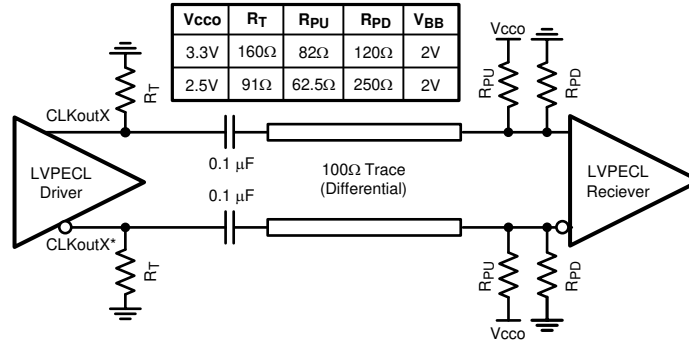 Vcco RT RPU RPD VBB
3.3V 160Ω 82Ω 120Ω 2V
2.5V 91Ω 62.5Ω 250Ω 2V
Vcco
RT
RPU
RPD
CLKoutX
LVPECL
Driver
0.1 μF
100Ω Trace
(Differential)
0.1 μF
LVPECL
Reciever
CLKoutX*
RT
RPU
RPD
Vcco